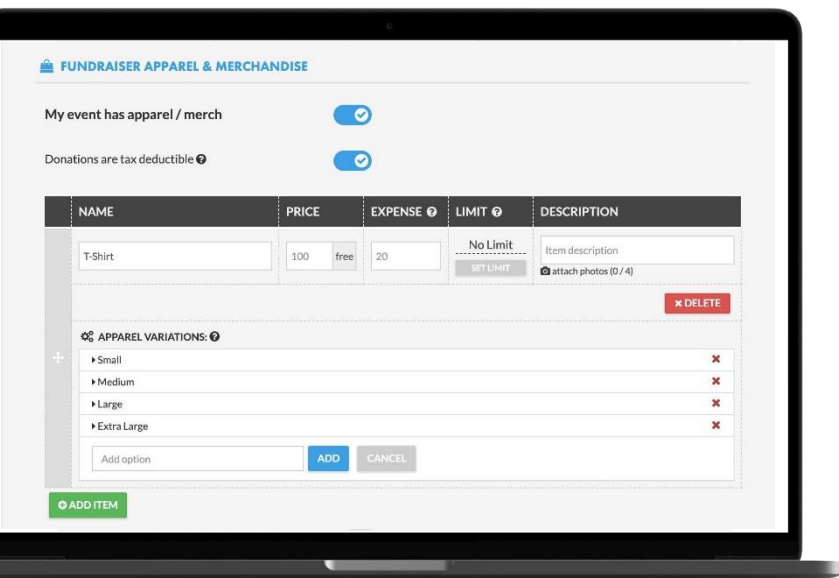 FUNDRAISER APPAREL & MERCHANDISE
My event has apparel / merch
Donations are tax deductible
NAME PRICE EXPENSE LIMIT DESCRIPTION
T-Shirt 100 free 20 No Limit Item description
SET LIMIT attach photos (0 / 4)
DELETE
APPAREL VARIATIONS:
Small
Medium
Large
Extra Large
Add option ADD CANCEL
ADD ITEM